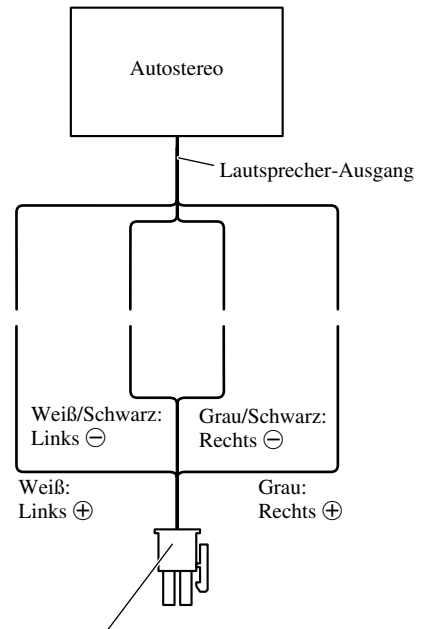 Autostereo
Lautsprecher-Ausgang
Weiß/Schwarz:
Links ⊖
Grau/Schwarz:
Rechts ⊖
Weiß:
Links ⊕
Grau:
Rechts ⊕